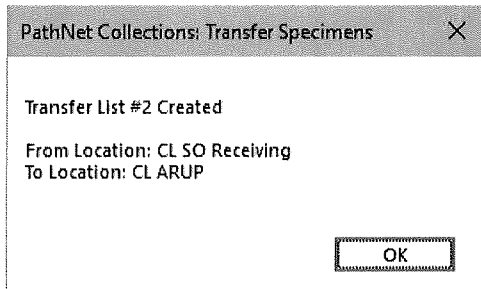 PathNet Collections: Transfer Specimens
Transfer List #2 Created
From Location: CL SO Receiving
To Location: CL ARUP
OK